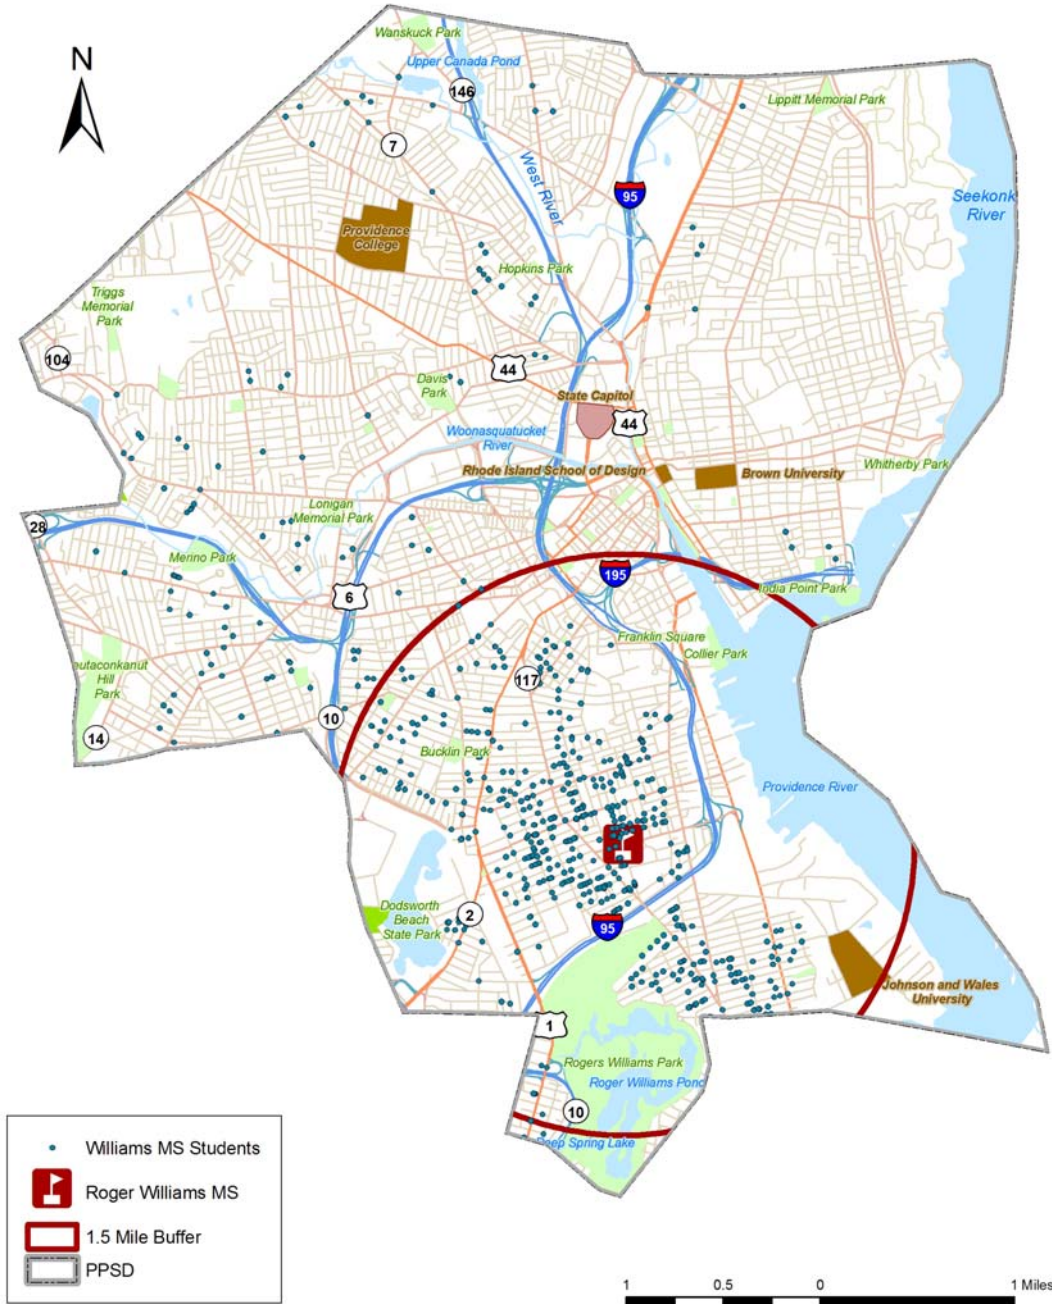 Wanskuck Park
N
Upper Canada Pond
146
Lippitt Memorial Park
7
West River
95
Seekonk
River
Providence
College
Hopkins Park
Triggs
Memorial
Park
104
44
Davis
Park
State Capitol
44
Woonasquatucket
River
Rhode Island School of Design
Brown University
Whitherby Park
Lonigan
Memorial Park
28
Merino Park
195
India Point Park
6
Franklin Square
Collier Park
eutaconkanut
Hill
Park
117
10
14
Bucklin Park
Providence River
Dodsworth
Beach
State Park
2
95
Johnson and Wales
University
1
Rogers Williams Park
Roger Williams Pond
10
Deep Spring Lake
Williams MS Students
Roger Williams MS
1.5 Mile Buffer
PPSD
1 0.5 0 1 Miles